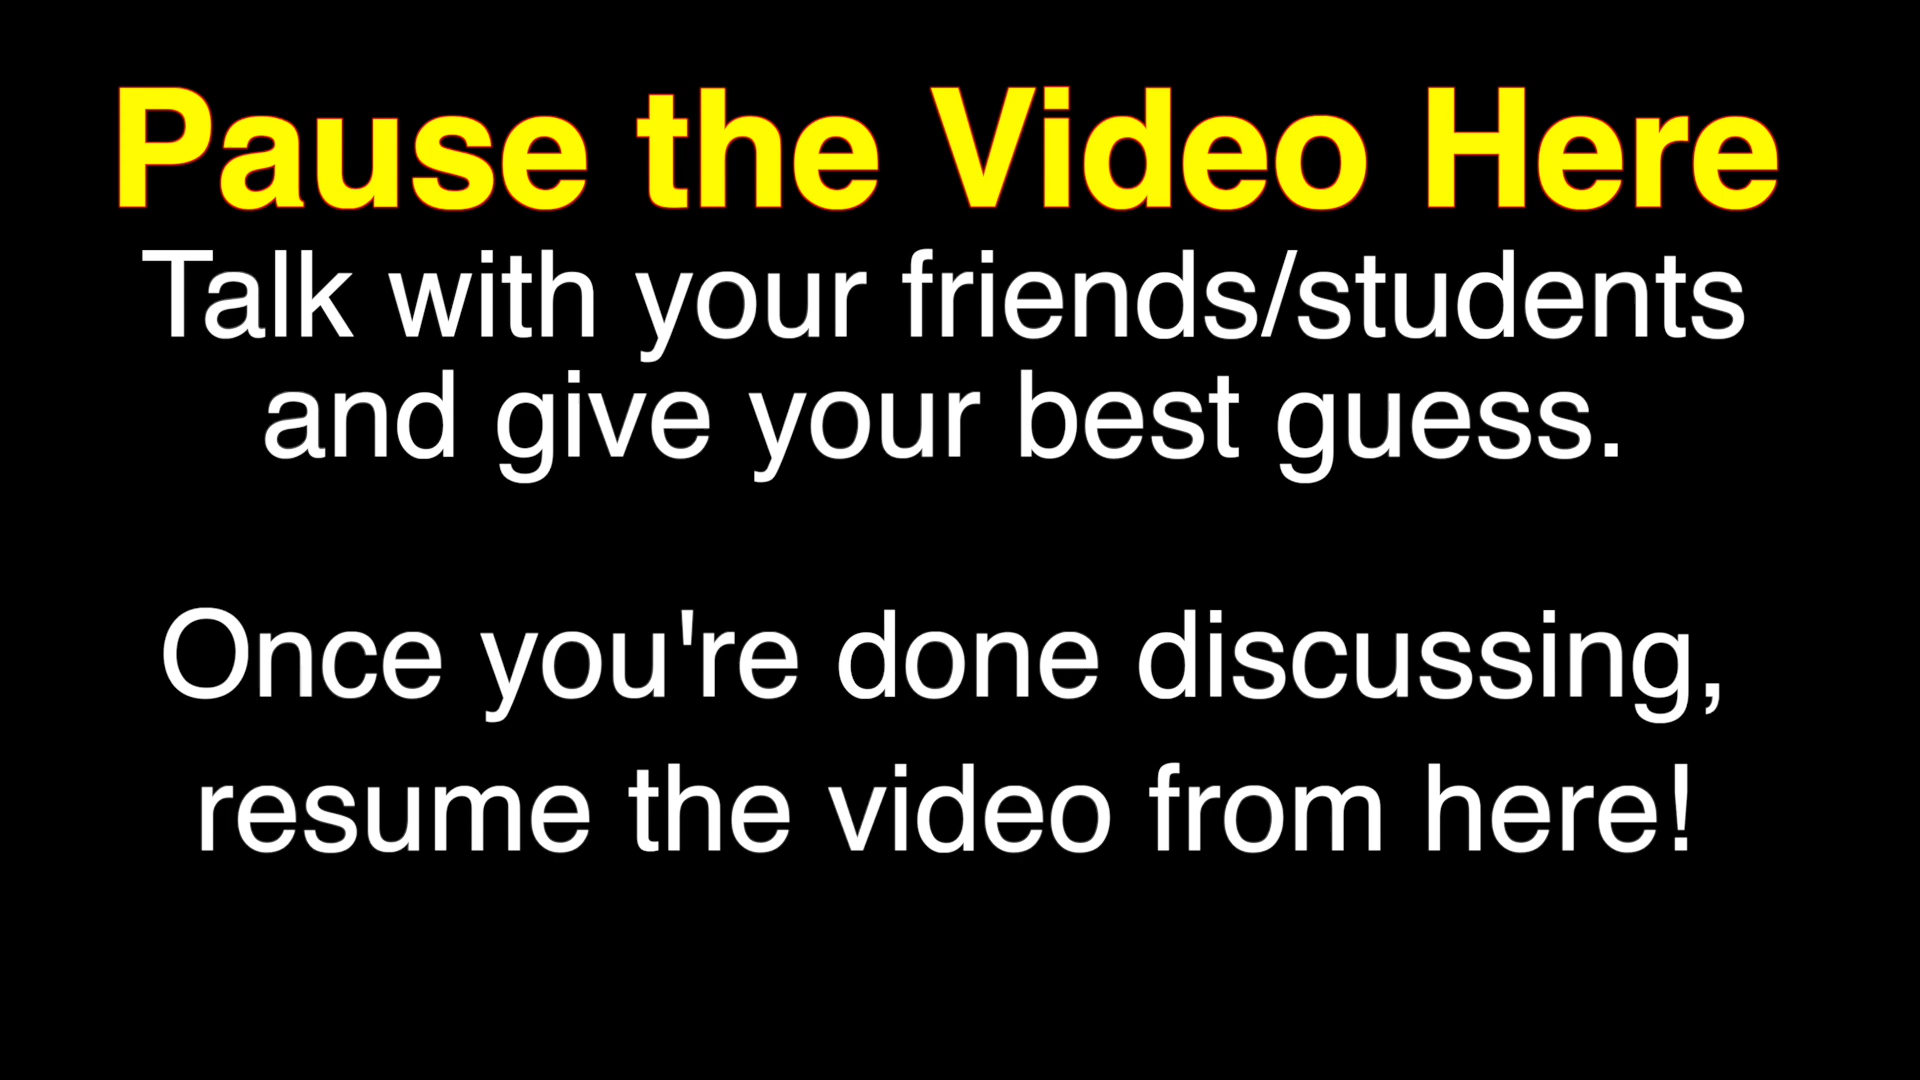 Pause the Video Here
Talk with your friends/students
and give your best guess.
Once you're done discussing,
resume the video from here!